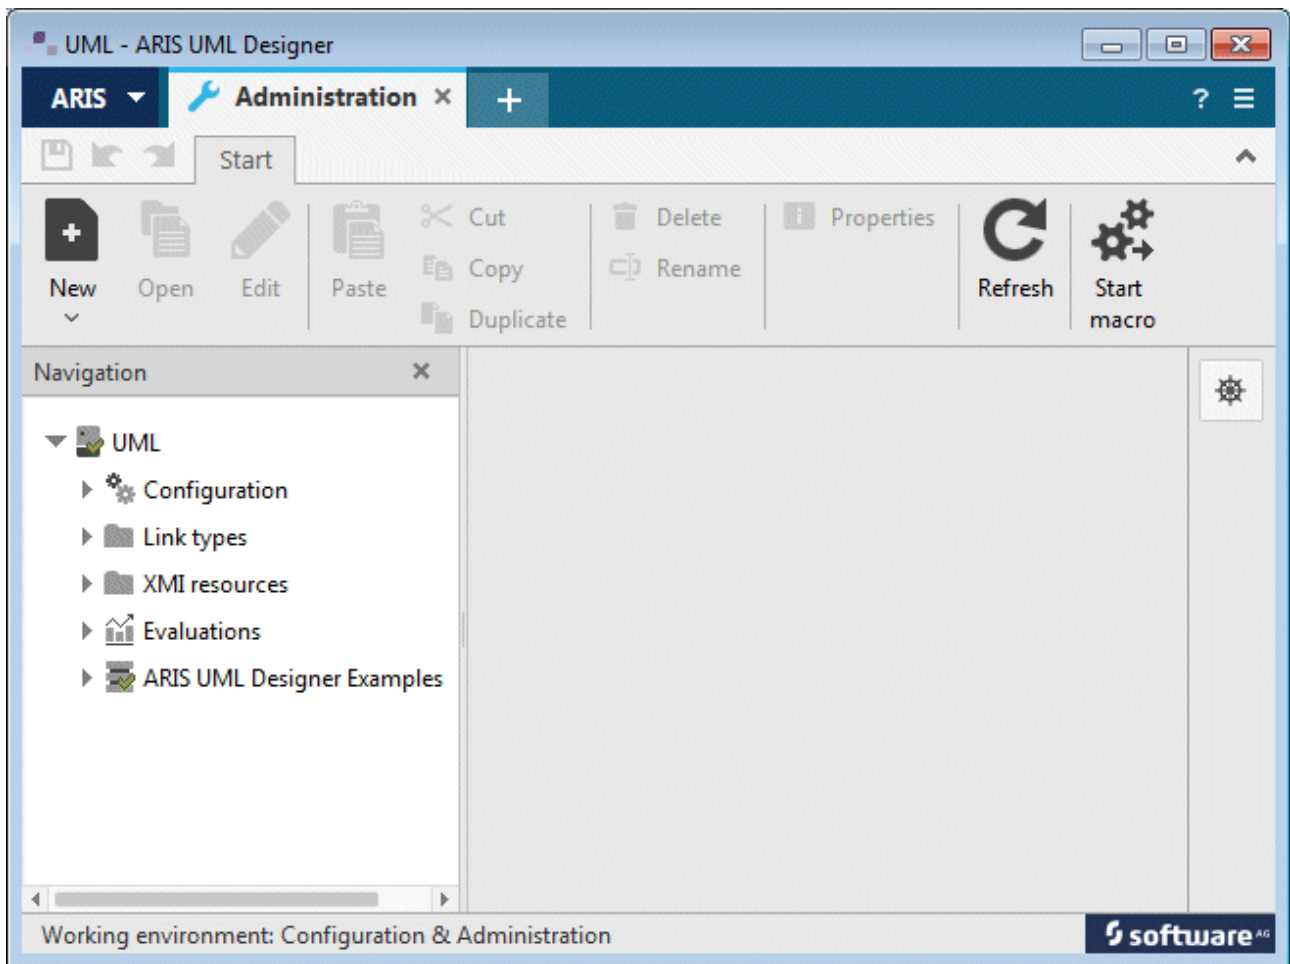 UML - ARIS UML Designer
ARIS Administration
Start
New Open Edit Paste Cut Copy Duplicate Delete Rename Properties Refresh Start macro
Navigation
UML
Configuration
Link types
XMI resources
Evaluations
ARIS UML Designer Examples
Working environment: Configuration & Administration
software AG